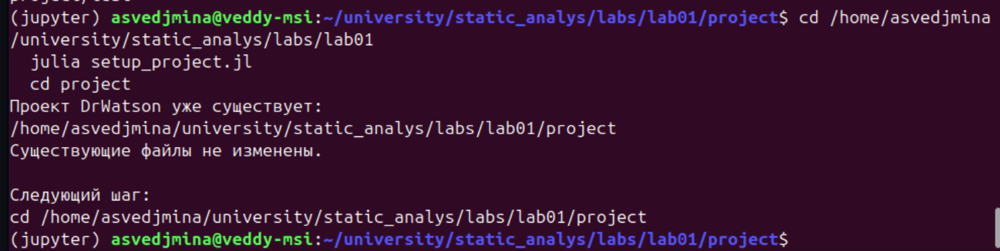 (jupyter) asvedjmina@veddy-msi:~/university/static_analys/labs/lab01/project$ cd /home/asvedjmina
/university/static_analys/labs/lab01
julia setup_project.jl
cd project
Проект DrWatson уже существует:
/home/asvedjmina/university/static_analys/labs/lab01/project
Существующие файлы не изменены.
Следующий шаг:
cd /home/asvedjmina/university/static_analys/labs/lab01/project
(jupyter) asvedjmina@veddy-msi:~/university/static_analys/labs/lab01/project$